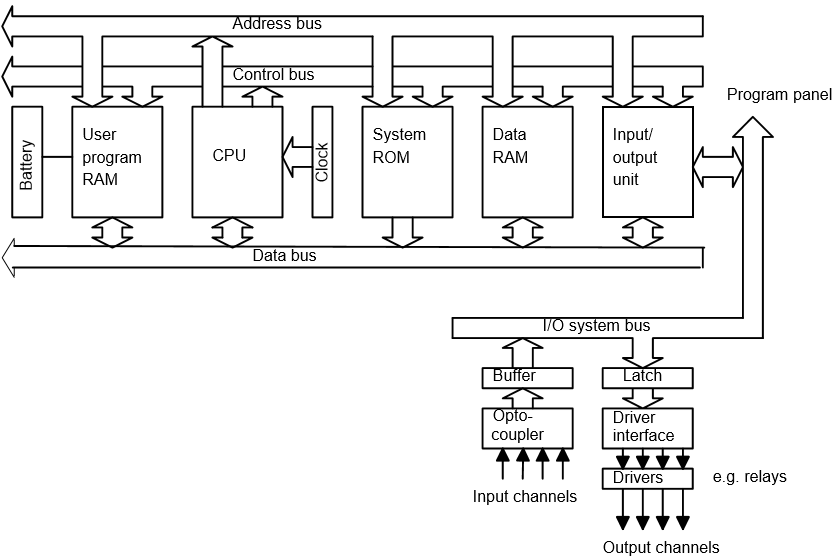 Address bus
Control bus
Program panel
Battery
User
program
RAM
CPU
Clock
System
ROM
Data
RAM
Input/
output
unit
Data bus
I/O system bus
Buffer
Latch
Opto-
coupler
Driver
interface
Drivers
e.g. relays
Input channels
Output channels